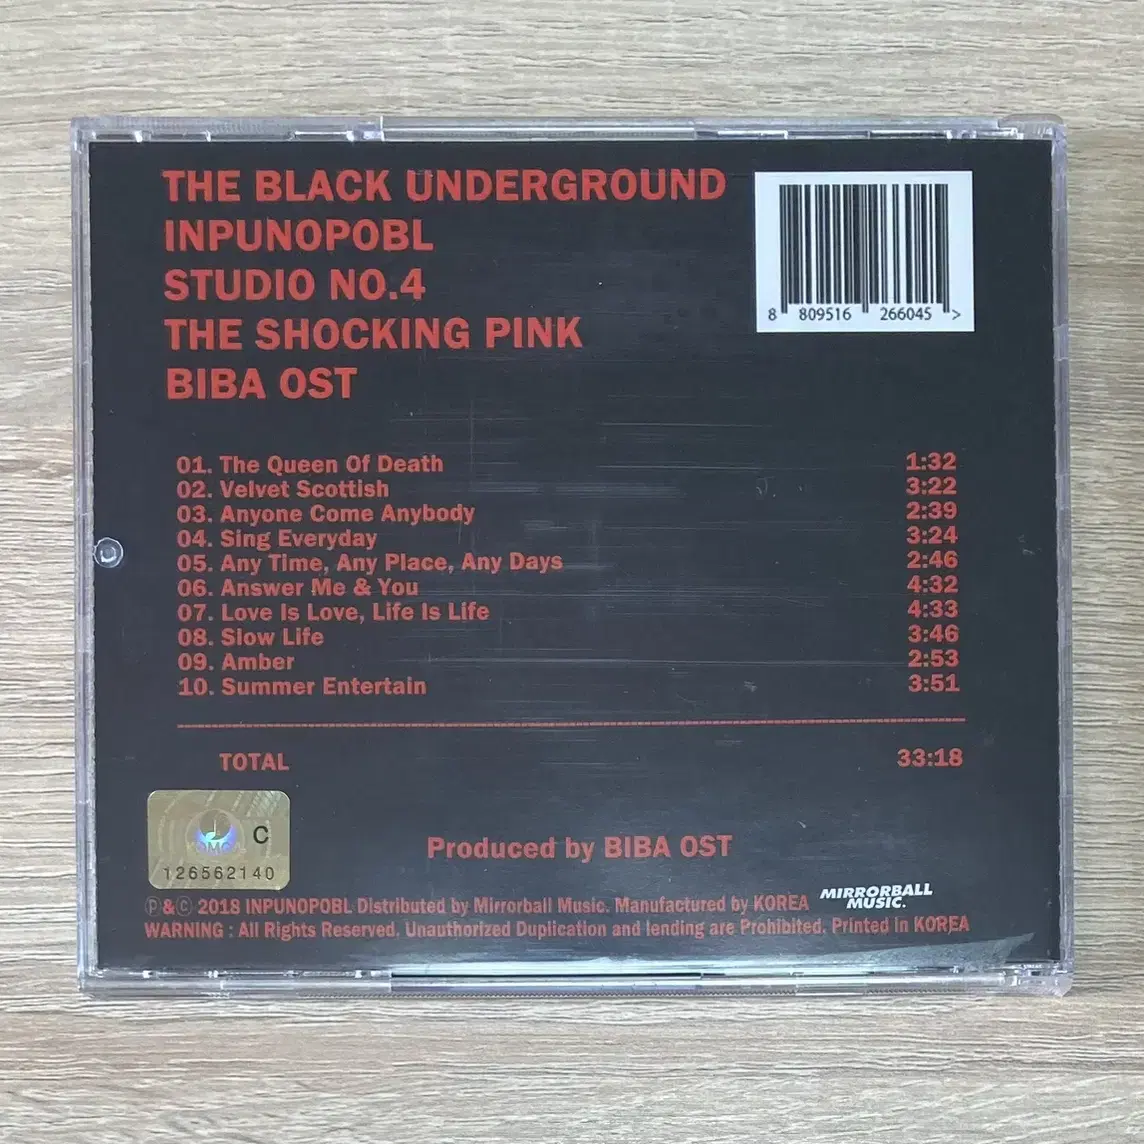 THE BLACK UNDERGROUND
INPUNOPOBL
STUDIO NO.4
THE SHOCKING PINK
BIBA OST
8 809516 266045 >
01. The Queen Of Death 1:32
02. Velvet Scottish 3:22
03. Anyone Come Anybody 2:39
04. Sing Everyday 3:24
05. Any Time, Any Place, Any Days 2:46
06. Answer Me & You 4:32
07. Love Is Love, Life Is Life 4:33
08. Slow Life 3:46
09. Amber 2:53
10. Summer Entertain 3:51
TOTAL 33:18
C
126562140
Produced by BIBA OST
Ⓟ&Ⓒ 2018 INPUNOPOBL Distributed by Mirrorball Music. Manufactured by KOREA
MIRRORBALL
MUSIC.
WARNING : All Rights Reserved. Unauthorized Duplication and lending are Prohibited. Printed in KOREA